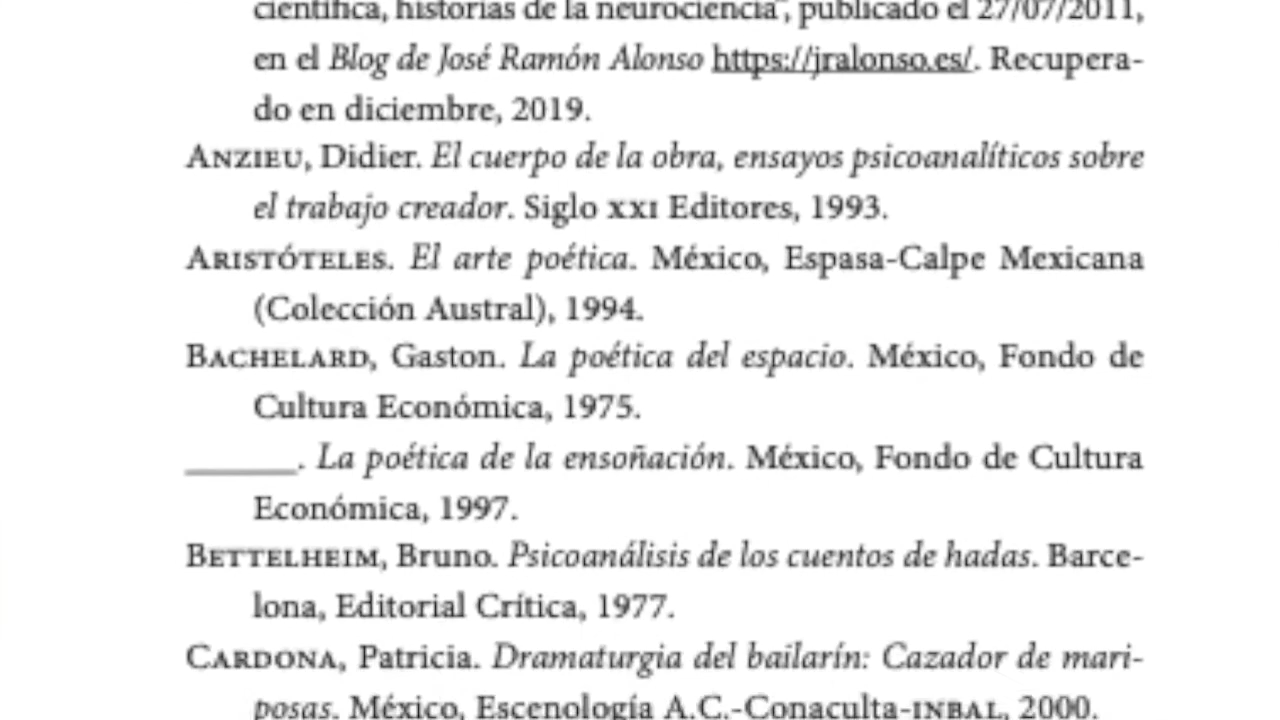 científica, historias de la neurociencia", publicado el 27/07/2011,
en el Blog de José Ramón Alonso https://jralonso.es/. Recupera-
do en diciembre, 2019.
ANZIEU, Didier. El cuerpo de la obra, ensayos psicoanalíticos sobre
el trabajo creador. Siglo XXI Editores, 1993.
ARISTÓTELES. El arte poética. México, Espasa-Calpe Mexicana
(Colección Austral), 1994.
BACHELARD, Gaston. La poética del espacio. México, Fondo de
Cultura Económica, 1975.
______. La poética de la ensoñación. México, Fondo de Cultura
Económica, 1997.
BETTELHEIM, Bruno. Psicoanálisis de los cuentos de hadas. Barce-
lona, Editorial Crítica, 1977.
CARDONA, Patricia. Dramaturgia del bailarín: Cazador de mari-
posas. México, Escenología A.C.-Conaculta-INBAL, 2000.